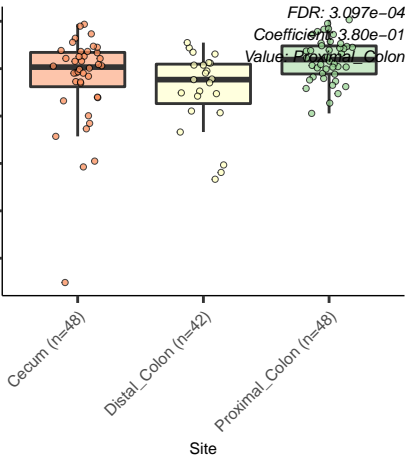 FDR: 3.097e−04
Coefficient: 3.80e−01
Value: Proximal_Colon
Cecum (n=48)
Distal_Colon (n=42)
Proximal_Colon (n=48)
Site